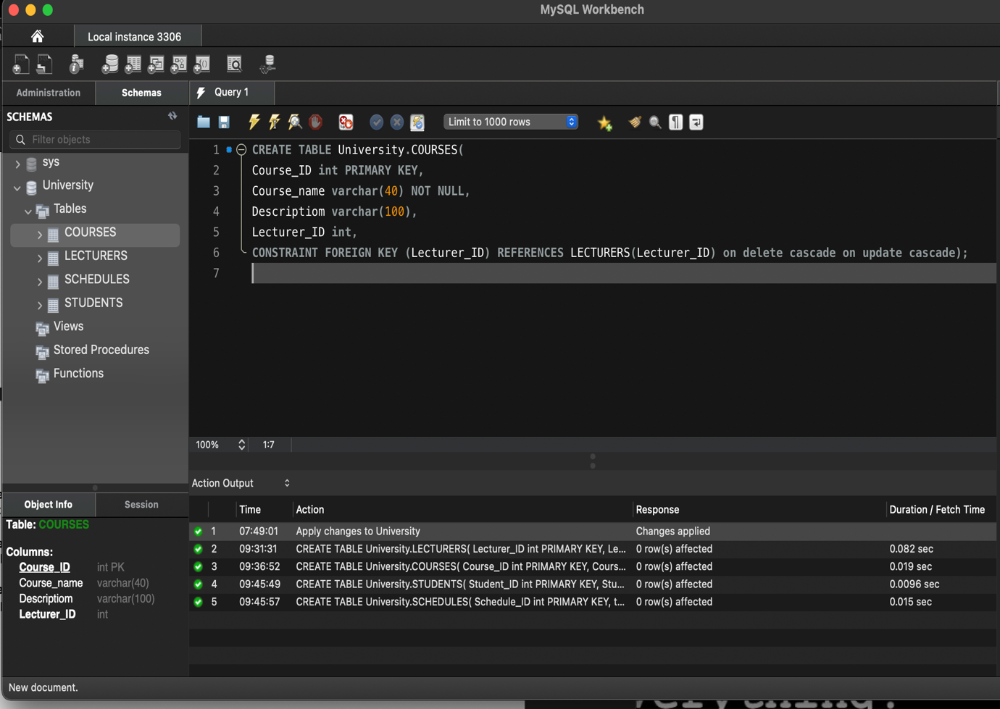 MySQL Workbench
Local instance 3306
Administration
Schemas
Query 1
SCHEMAS
Filter objects
Limit to 1000 rows
sys
University
Tables
COURSES
LECTURERS
SCHEDULES
STUDENTS
Views
Stored Procedures
Functions
1 CREATE TABLE University.COURSES(
2 Course_ID int PRIMARY KEY,
3 Course_name varchar(40) NOT NULL,
4 Descriptiom varchar(100),
5 Lecturer_ID int,
6 CONSTRAINT FOREIGN KEY (Lecturer_ID) REFERENCES LECTURERS(Lecturer_ID) on delete cascade on update cascade);
7
100% 1:7
Action Output
Time Action Response Duration / Fetch Time
1 07:49:01 Apply changes to University Changes applied
2 09:31:31 CREATE TABLE University.LECTURERS( Lecturer_ID int PRIMARY KEY, Le... 0 row(s) affected 0.082 sec
3 09:36:52 CREATE TABLE University.COURSES( Course_ID int PRIMARY KEY, Cours... 0 row(s) affected 0.019 sec
4 09:45:49 CREATE TABLE University.STUDENTS( Student_ID int PRIMARY KEY, Stu... 0 row(s) affected 0.0096 sec
5 09:45:57 CREATE TABLE University.SCHEDULES( Schedule_ID int PRIMARY KEY, t... 0 row(s) affected 0.015 sec
Object Info
Session
Table: COURSES
Columns:
Course_ID int PK
Course_name varchar(40)
Descriptiom varchar(100)
Lecturer_ID int
New document.